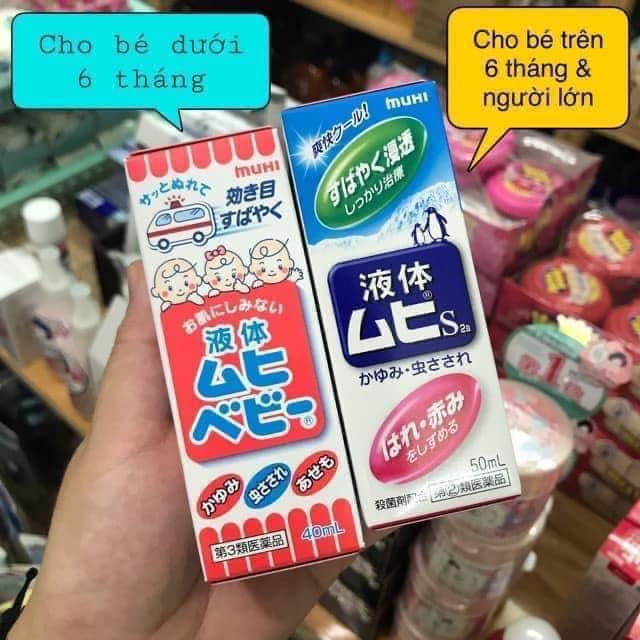 Cho bé dưới
6 tháng
Cho bé trên
6 tháng &
người lớn
MUHI
サッとぬれて
効き目
すばやく
お肌にしみない
液体
ムヒ
ベビー®
かゆみ
虫さされ
あせも
第3類医薬品
40mL
MUHI
爽快クール!
すばやく浸透
しっかり治療
液体
ムヒ®S2a
かゆみ・虫さされ
はれ・赤み
をしずめる
50mL
殺菌剤配合
第②類医薬品
第1